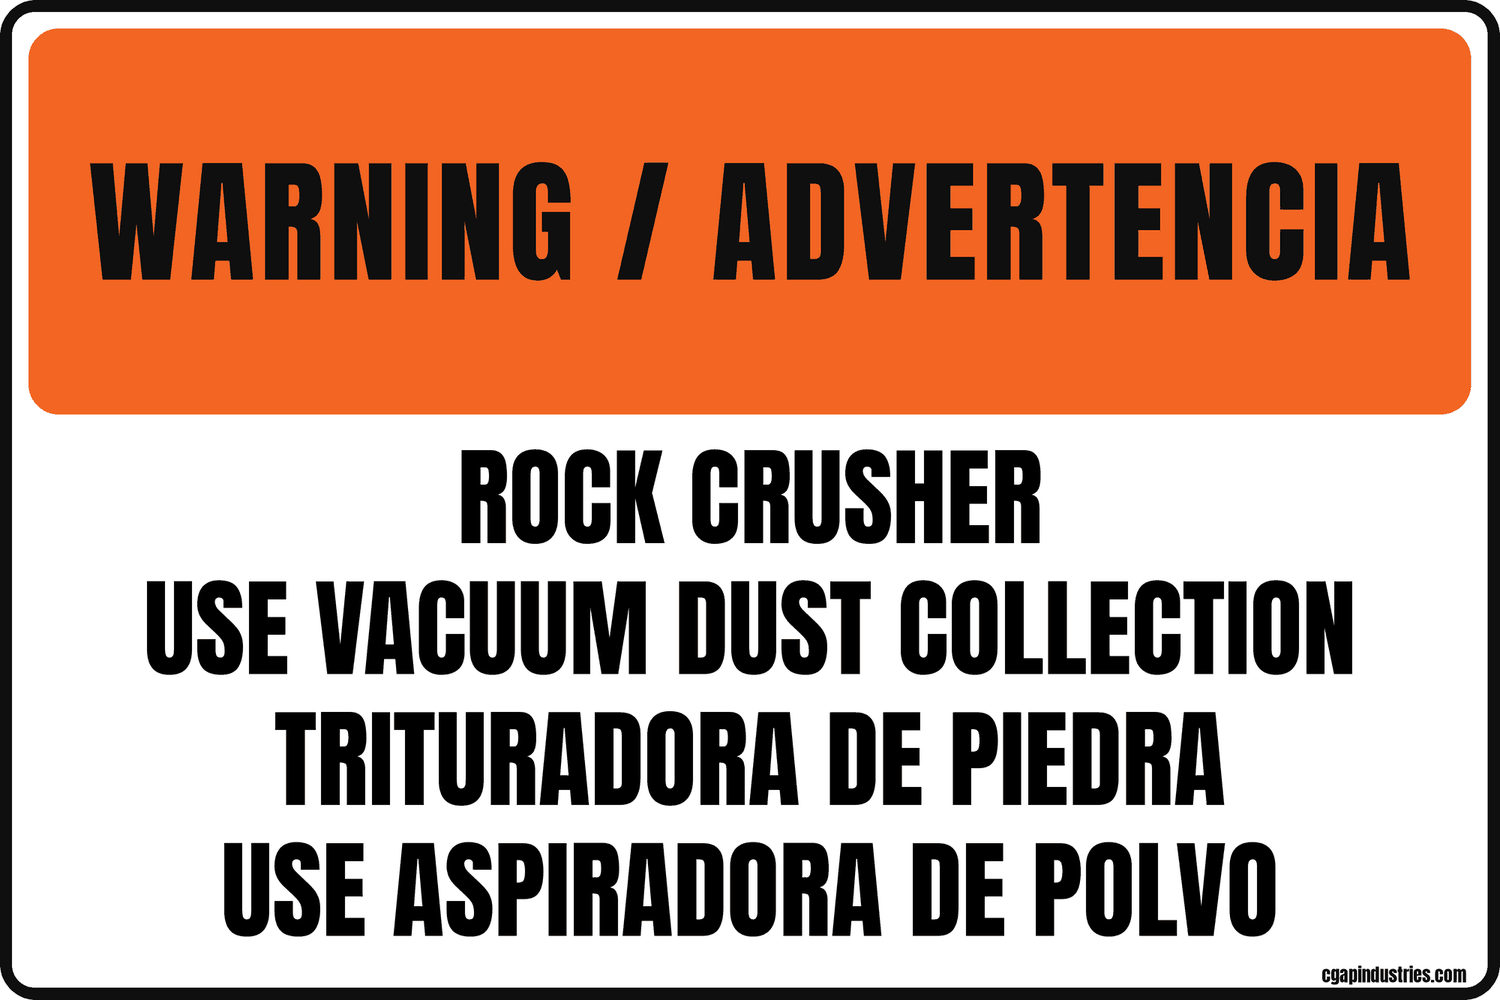 WARNING / ADVERTENCIA
ROCK CRUSHER
USE VACUUM DUST COLLECTION
TRITURADORA DE PIEDRA
USE ASPIRADORA DE POLVO
cgapindustries.com